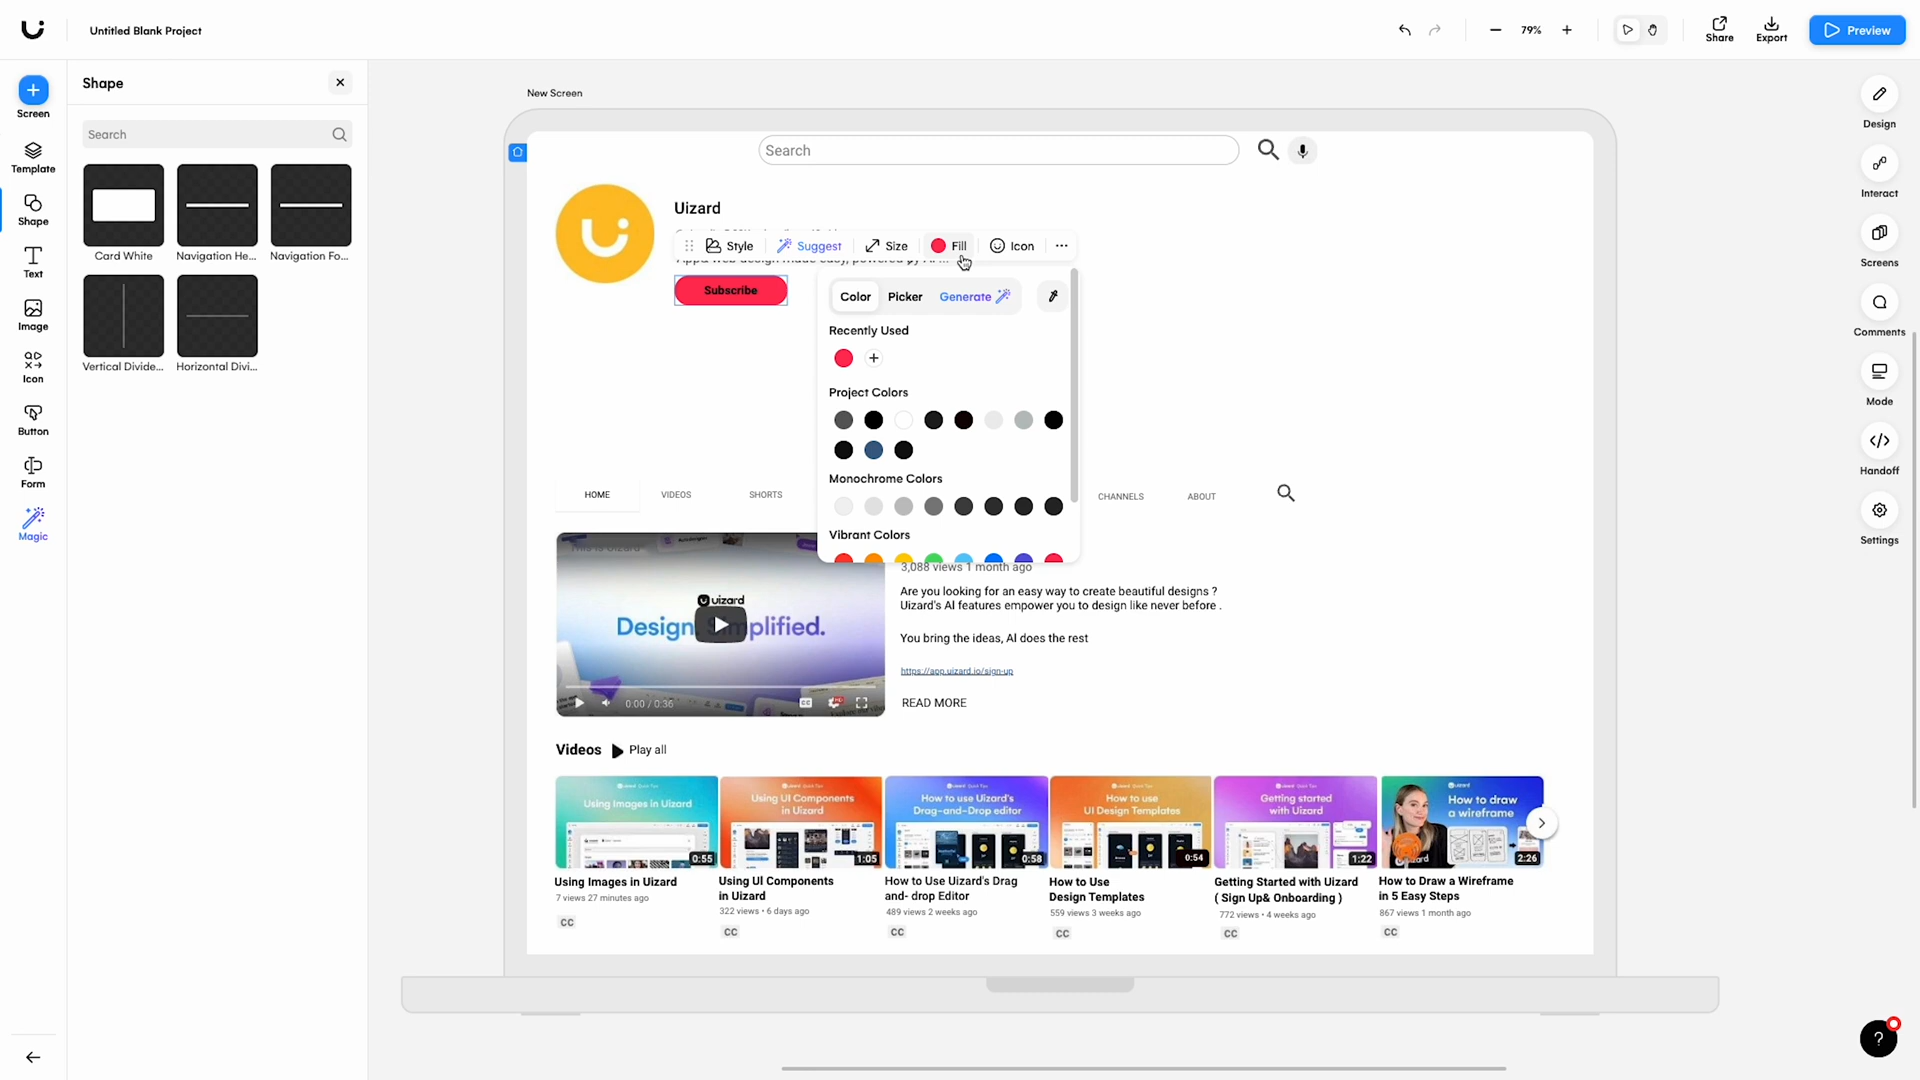 Untitled Blank Project
79%
Share
Export
Preview
Screen
Template
Shape
Text
Image
Icon
Button
Form
Magic
Shape
Search
Card White
Navigation He...
Navigation Fo...
Vertical Divide...
Horizontal Divi...
New Screen
Search
Uizard
Style
Suggest
Size
Fill
Icon
Subscribe
Color
Picker
Generate
Recently Used
Project Colors
Monochrome Colors
Vibrant Colors
HOME
VIDEOS
SHORTS
CHANNELS
ABOUT
This is Uizard
uizard
Design, Simplified.
0:00 / 0:36
CC
3,088 views 1 month ago
Are you looking for an easy way to create beautiful designs ?
Uizard's AI features empower you to design like never before .
You bring the ideas, AI does the rest
https://app.uizard.io/sign-up
READ MORE
Videos
Play all
Using Images in Uizard
0:55
Using UI Components
in Uizard
1:05
How to use Uizard's
Drag-and-Drop editor
0:58
How to use
UI Design Templates
0:54
Getting started
with Uizard
1:22
How to draw
a wireframe
2:26
Using Images in Uizard
7 views 27 minutes ago
CC
Using UI Components
in Uizard
322 views • 6 days ago
CC
How to Use Uizard's Drag
and- drop Editor
489 views 2 weeks ago
CC
How to Use
Design Templates
559 views 3 weeks ago
CC
Getting Started with Uizard
( Sign Up& Onboarding )
772 views • 4 weeks ago
CC
How to Draw a Wireframe
in 5 Easy Steps
867 views 1 month ago
CC
Design
Interact
Screens
Comments
Mode
Handoff
Settings
?